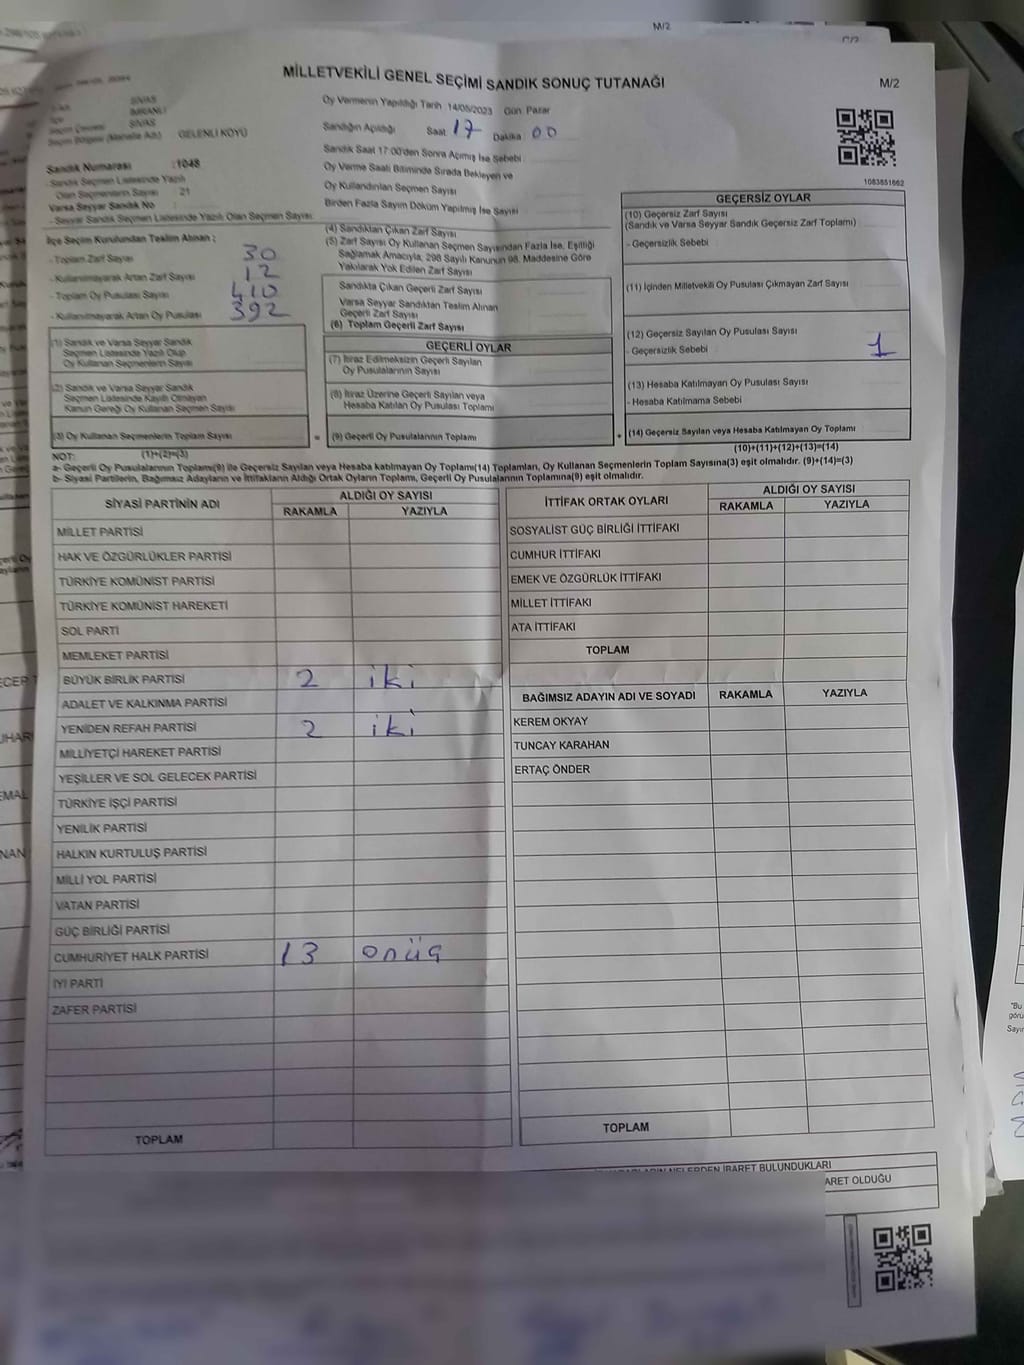 M/2
MİLLETVEKİLİ GENEL SEÇİMİ SANDIK SONUÇ TUTANAĞI
M/2
SİVAS
İMRANLI
SİVAS
Seçim Bölgesi (Mahalle Adı) GELENLİ KÖYÜ
Sandık Numarası :1048
- Sandık Seçmen Listesinde Yazılı
Olan Seçmenlerin Sayısı 21
Varsa Seyyar Sandık No
- Seyyar Sandık Seçmen Listesinde Yazılı Olan Seçmen Sayısı
Oy Vermenin Yapıldığı Tarih 14/05/2023 Gün Pazar
Sandığın Açıldığı Saat 17 Dakika 00
Sandık Saat 17:00'den Sonra Açılmış İse Sebebi
Oy Verme Saati Bitiminde Sırada Bekleyen ve
Oy Kullandırılan Seçmen Sayısı
Birden Fazla Sayım Döküm Yapılmış İse Sayısı
1083851662
İlçe Seçim Kurulundan Teslim Alınan :
- Toplam Zarf Sayısı 30
- Kullanılmayarak Artan Zarf Sayısı 12
- Toplam Oy Pusulası Sayısı 410
- Kullanılmayarak Artan Oy Pusulası 392
(1) Sandık ve Varsa Seyyar Sandık
Seçmen Listesinde Yazılı Olup
Oy Kullanan Seçmenlerin Sayısı
(2) Sandık ve Varsa Seyyar Sandık
Seçmen Listesinde Kayıtlı Olmayan
Kanun Gereği Oy Kullanan Seçmen Sayısı
(3) Oy Kullanan Seçmenlerin Toplam Sayısı
(1)+(2)=(3)
(4) Sandıktan Çıkan Zarf Sayısı
(5) Zarf Sayısı Oy Kullanan Seçmen Sayısından Fazla İse, Eşitliği
Sağlamak Amacıyla, 298 Sayılı Kanunun 98. Maddesine Göre
Yakılarak Yok Edilen Zarf Sayısı
Sandıkta Çıkan Geçerli Zarf Sayısı
Varsa Seyyar Sandıktan Teslim Alınan
Geçerli Zarf Sayısı
(6) Toplam Geçerli Zarf Sayısı
GEÇERLİ OYLAR
(7) İtiraz Edilmeksizin Geçerli Sayılan
Oy Pusulalarının Sayısı
(8) İtiraz Üzerine Geçerli Sayılan veya
Hesaba Katılan Oy Pusulası Toplamı
= (9) Geçerli Oy Pusulalarının Toplamı
GEÇERSİZ OYLAR
(10) Geçersiz Zarf Sayısı
(Sandık ve Varsa Seyyar Sandık Geçersiz Zarf Toplamı)
- Geçersizlik Sebebi
(11) İçinden Milletvekili Oy Pusulası Çıkmayan Zarf Sayısı
(12) Geçersiz Sayılan Oy Pusulası Sayısı
- Geçersizlik Sebebi 1
(13) Hesaba Katılmayan Oy Pusulası Sayısı
- Hesaba Katılmama Sebebi
+ (14) Geçersiz Sayılan veya Hesaba Katılmayan Oy Toplamı
(10)+(11)+(12)+(13)=(14)
NOT:
a- Geçerli Oy Pusulalarının Toplamı(9) ile Geçersiz Sayılan veya Hesaba katılmayan Oy Toplamı(14) Toplamları, Oy Kullanan Seçmenlerin Toplam Sayısına(3) eşit olmalıdır. (9)+(14)=(3)
b- Siyasi Partilerin, Bağımsız Adayların ve İttifakların Aldığı Ortak Oyların Toplamı, Geçerli Oy Pusulalarının Toplamına(9) eşit olmalıdır.
SİYASİ PARTİNİN ADI ALDIĞI OY SAYISI
RAKAMLA YAZIYLA
MİLLET PARTİSİ
HAK VE ÖZGÜRLÜKLER PARTİSİ
TÜRKİYE KOMÜNİST PARTİSİ
TÜRKİYE KOMÜNİST HAREKETİ
SOL PARTİ
MEMLEKET PARTİSİ
BÜYÜK BİRLİK PARTİSİ 2 iki
ADALET VE KALKINMA PARTİSİ
YENİDEN REFAH PARTİSİ 2 iki
MİLLİYETÇİ HAREKET PARTİSİ
YEŞİLLER VE SOL GELECEK PARTİSİ
TÜRKİYE İŞÇİ PARTİSİ
YENİLİK PARTİSİ
HALKIN KURTULUŞ PARTİSİ
MİLLİ YOL PARTİSİ
VATAN PARTİSİ
GÜÇ BİRLİĞİ PARTİSİ
CUMHURİYET HALK PARTİSİ 13 onüç
İYİ PARTİ
ZAFER PARTİSİ
TOPLAM
İTTİFAK ORTAK OYLARI ALDIĞI OY SAYISI
RAKAMLA YAZIYLA
SOSYALİST GÜÇ BİRLİĞİ İTTİFAKI
CUMHUR İTTİFAKI
EMEK VE ÖZGÜRLÜK İTTİFAKI
MİLLET İTTİFAKI
ATA İTTİFAKI
TOPLAM
BAĞIMSIZ ADAYIN ADI VE SOYADI RAKAMLA YAZIYLA
KEREM OKYAY
TUNCAY KARAHAN
ERTAÇ ÖNDER
TOPLAM
NELERDEN İBARET BULUNDUKLARI
ARET OLDUĞU